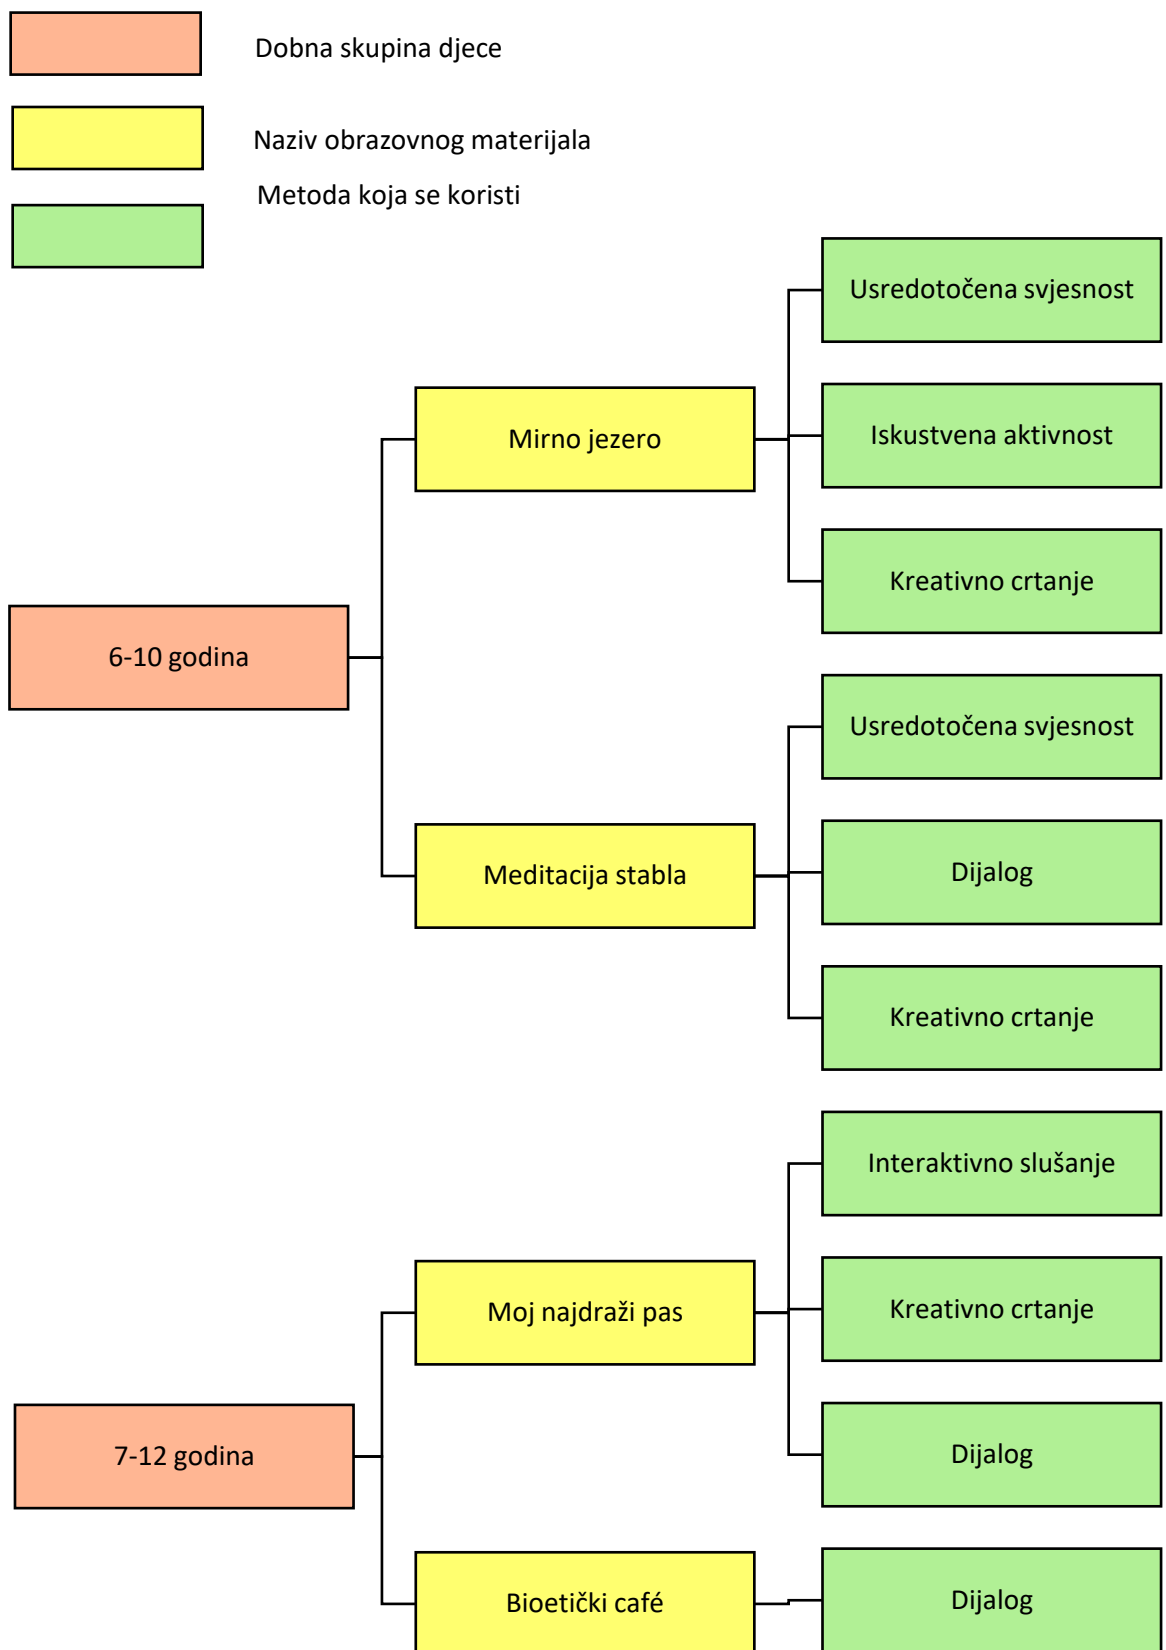 Dobna skupina djece
Naziv obrazovnog materijala
Metoda koja se koristi
6-10 godina
Mirno jezero
Usredotočena svjesnost
Iskustvena aktivnost
Kreativno crtanje
Meditacija stabla
Usredotočena svjesnost
Dijalog
Kreativno crtanje
7-12 godina
Moj najdraži pas
Interaktivno slušanje
Kreativno crtanje
Dijalog
Bioetički café
Dijalog